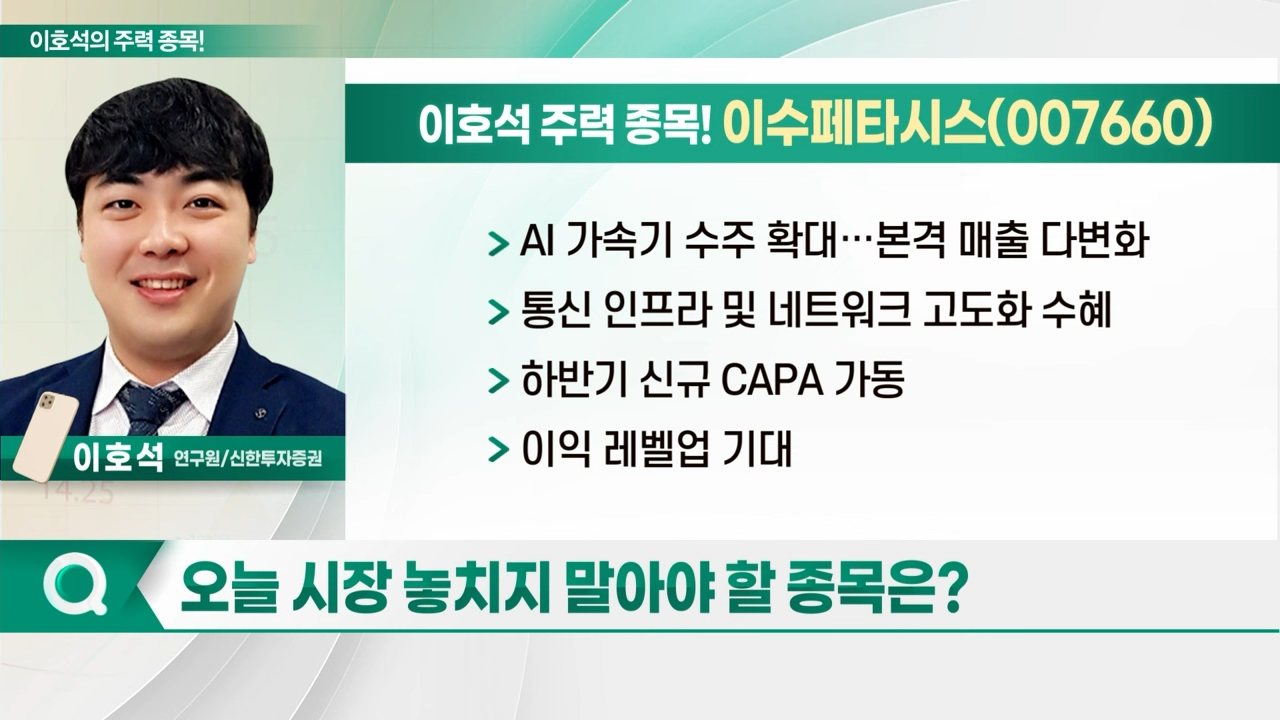 이호석의 주력 종목!
이호석 주력 종목! 이수페타시스(007660)
> AI 가속기 수주 확대…본격 매출 다변화
> 통신 인프라 및 네트워크 고도화 수혜
> 하반기 신규 CAPA 가동
> 이익 레벨업 기대
이호석 연구원/신한투자증권
14.25
Q 오늘 시장 놓치지 말아야 할 종목은?